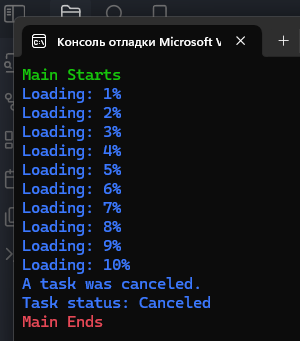 Консоль отладки Microsoft V
Main Starts
Loading: 1%
Loading: 2%
Loading: 3%
Loading: 4%
Loading: 5%
Loading: 6%
Loading: 7%
Loading: 8%
Loading: 9%
Loading: 10%
A task was canceled.
Task status: Canceled
Main Ends